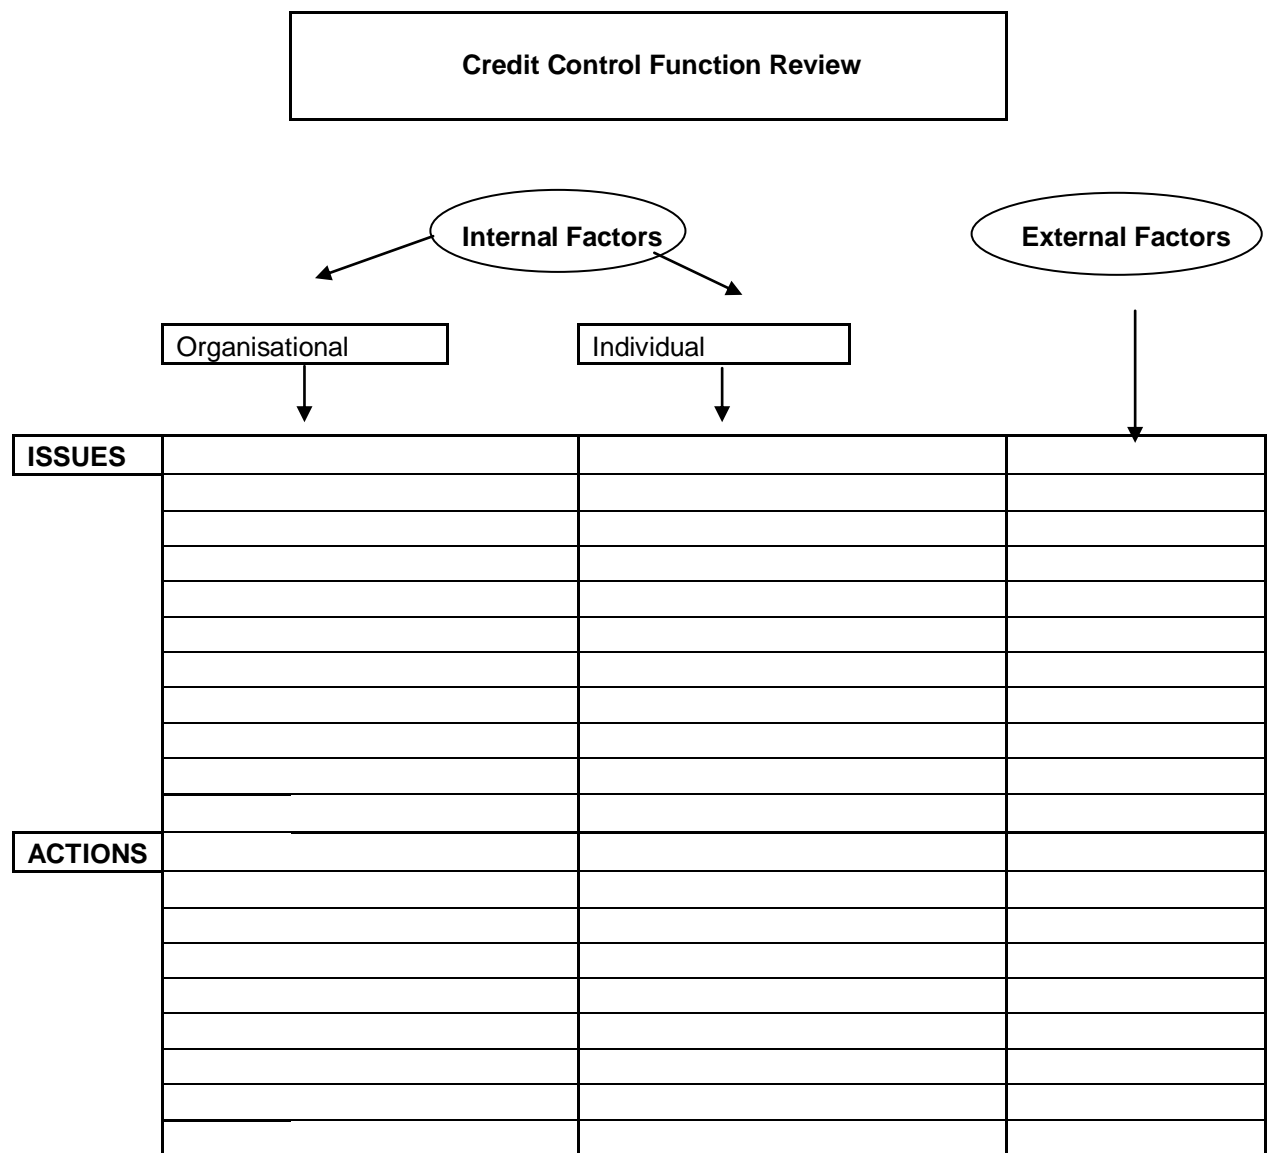 Credit Control Function Review
Internal Factors
External Factors
Organisational
Individual
ISSUES
ACTIONS